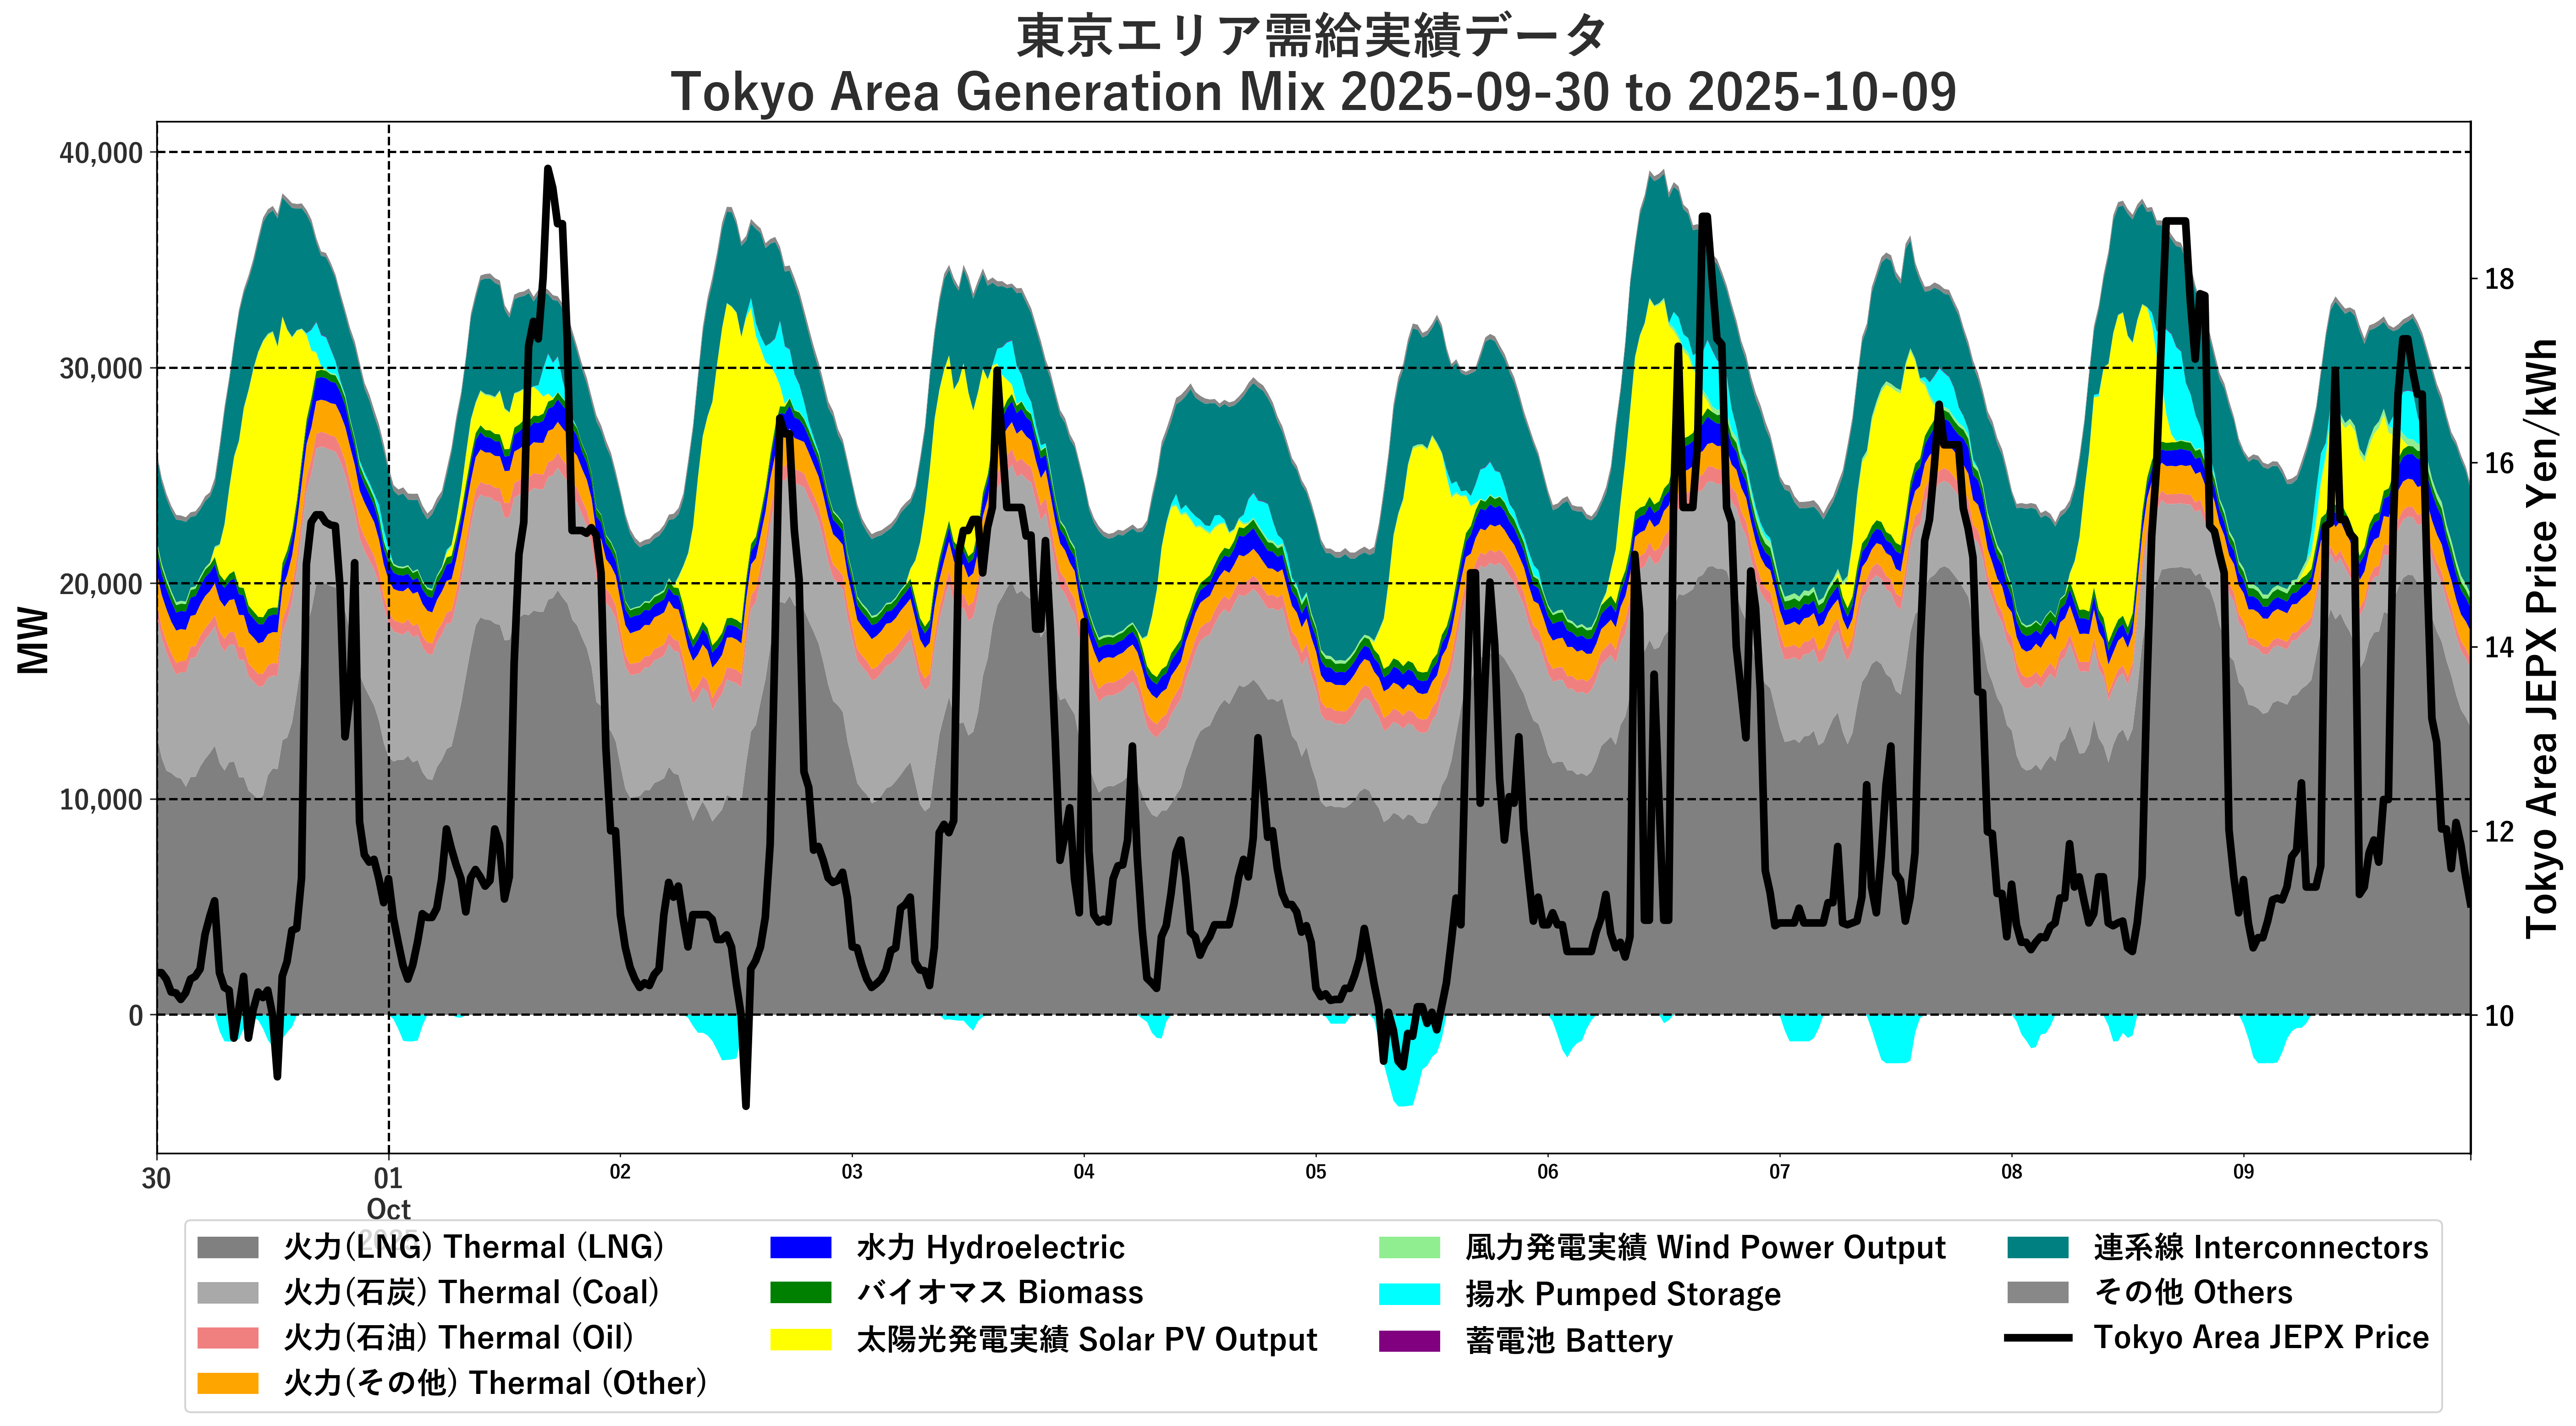 東京エリア需給実績データ
Tokyo Area Generation Mix 2025-09-30 to 2025-10-09
40,000
30,000
20,000
10,000
0
MW
18
16
14
12
10
Tokyo Area JEPX Price Yen/kWh
30
01
02
03
04
05
06
07
08
09
Oct
2025
火力(LNG) Thermal (LNG)
火力(石炭) Thermal (Coal)
火力(石油) Thermal (Oil)
火力(その他) Thermal (Other)
水力 Hydroelectric
バイオマス Biomass
太陽光発電実績 Solar PV Output
風力発電実績 Wind Power Output
揚水 Pumped Storage
蓄電池 Battery
連系線 Interconnectors
その他 Others
Tokyo Area JEPX Price